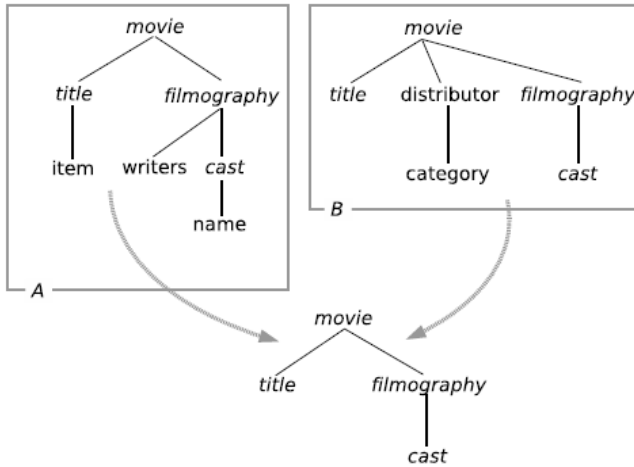 movie
title filmography
item writers cast
name
A
movie
title distributor filmography
category cast
B
movie
title filmography
cast